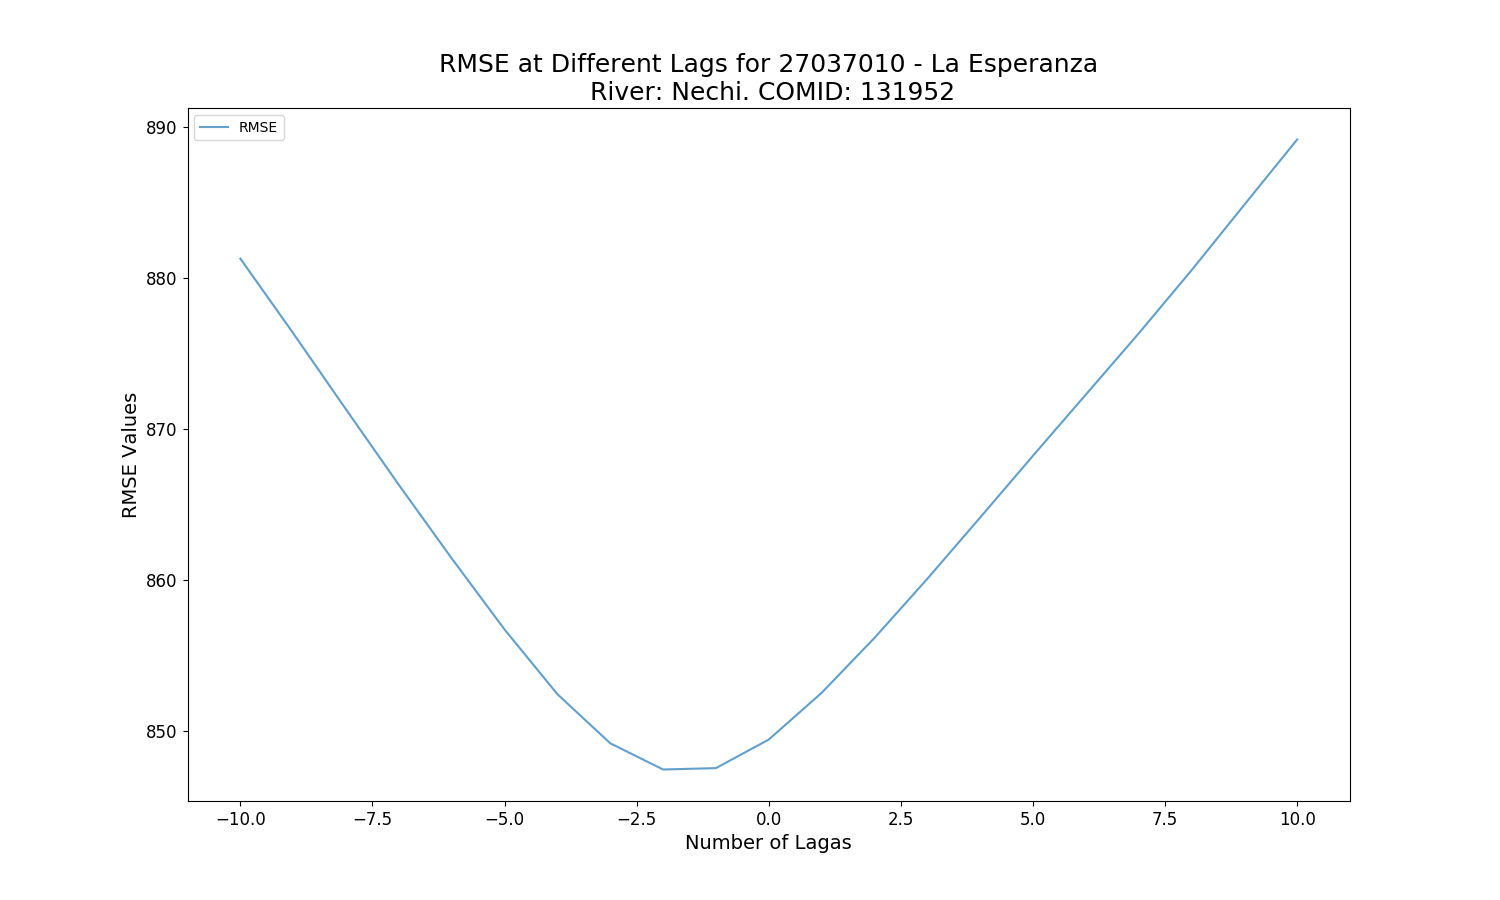 RMSE at Different Lags for 27037010 - La Esperanza
River: Nechi. COMID: 131952
RMSE
890
880
870
860
850
RMSE Values
−10.0 −7.5 −5.0 −2.5 0.0 2.5 5.0 7.5 10.0
Number of Lagas